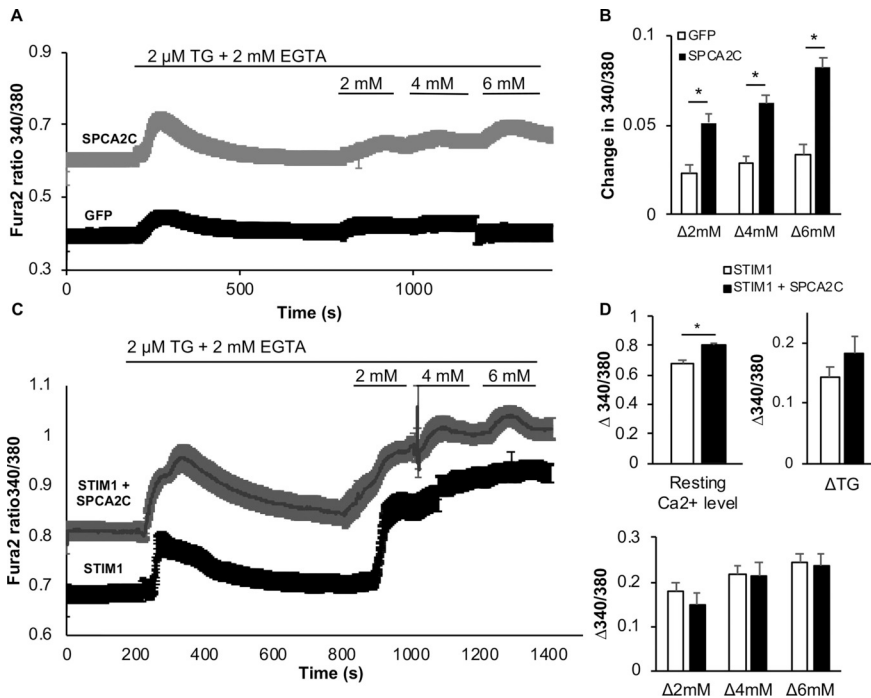 A
Fura2 ratio 340/380
0.9
0.7
0.5
0.3
2 µM TG + 2 mM EGTA
2 mM
4 mM
6 mM
SPCA2C
GFP
0
500
1000
Time (s)
B
Change in 340/380
0.1
0.05
0
GFP
SPCA2C
*
*
*
Δ2mM
Δ4mM
Δ6mM
C
Fura2 ratio340/380
1.1
1
0.9
0.8
0.7
0.6
2 µM TG + 2 mM EGTA
2 mM
4 mM
6 mM
STIM1 +
SPCA2C
STIM1
0
200
400
600
800
1000
1200
1400
Time (s)
STIM1
STIM1 + SPCA2C
D
Δ 340/380
1
0.8
0.6
0.4
0.2
0
*
Resting
Ca2+ level
Δ340/380
0.2
0.1
0
ΔTG
Δ340/380
0.3
0.2
0.1
0
Δ2mM
Δ4mM
Δ6mM